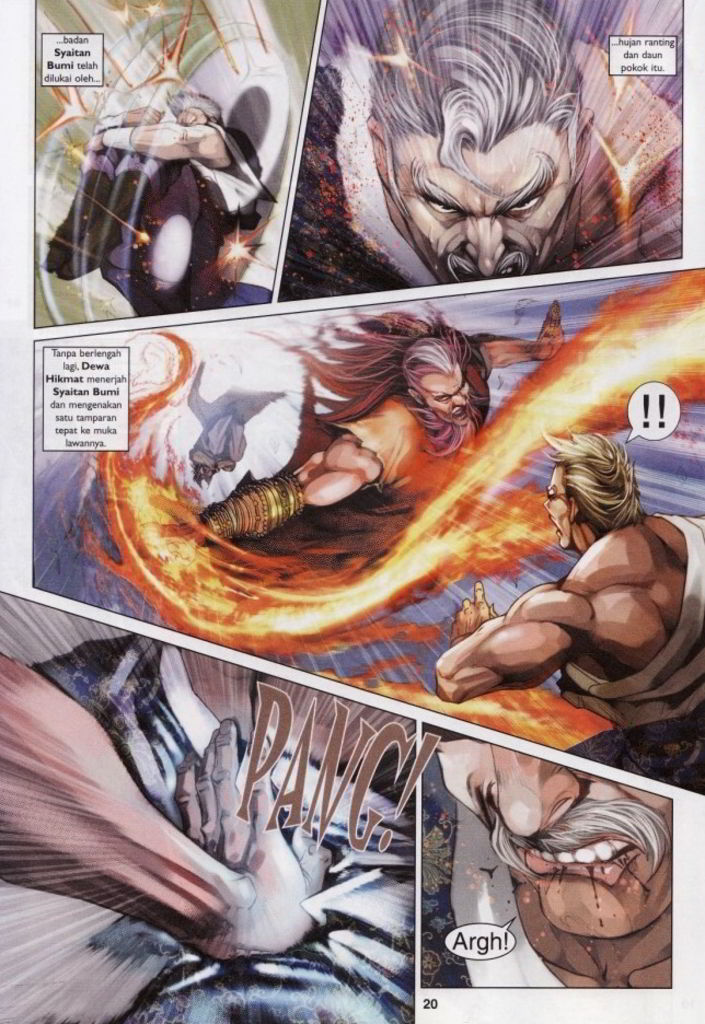 ...badan
Syaitan
Bumi telah
dilukai oleh...
...hujan ranting
dan daun
pokok itu.
Tanpa berlengah
lagi, Dewa
Hikmat menerjah
Syaitan Bumi
dan mengenakan
satu tamparan
tepat ke muka
lawannya.
!!
PANG!
Argh!
20